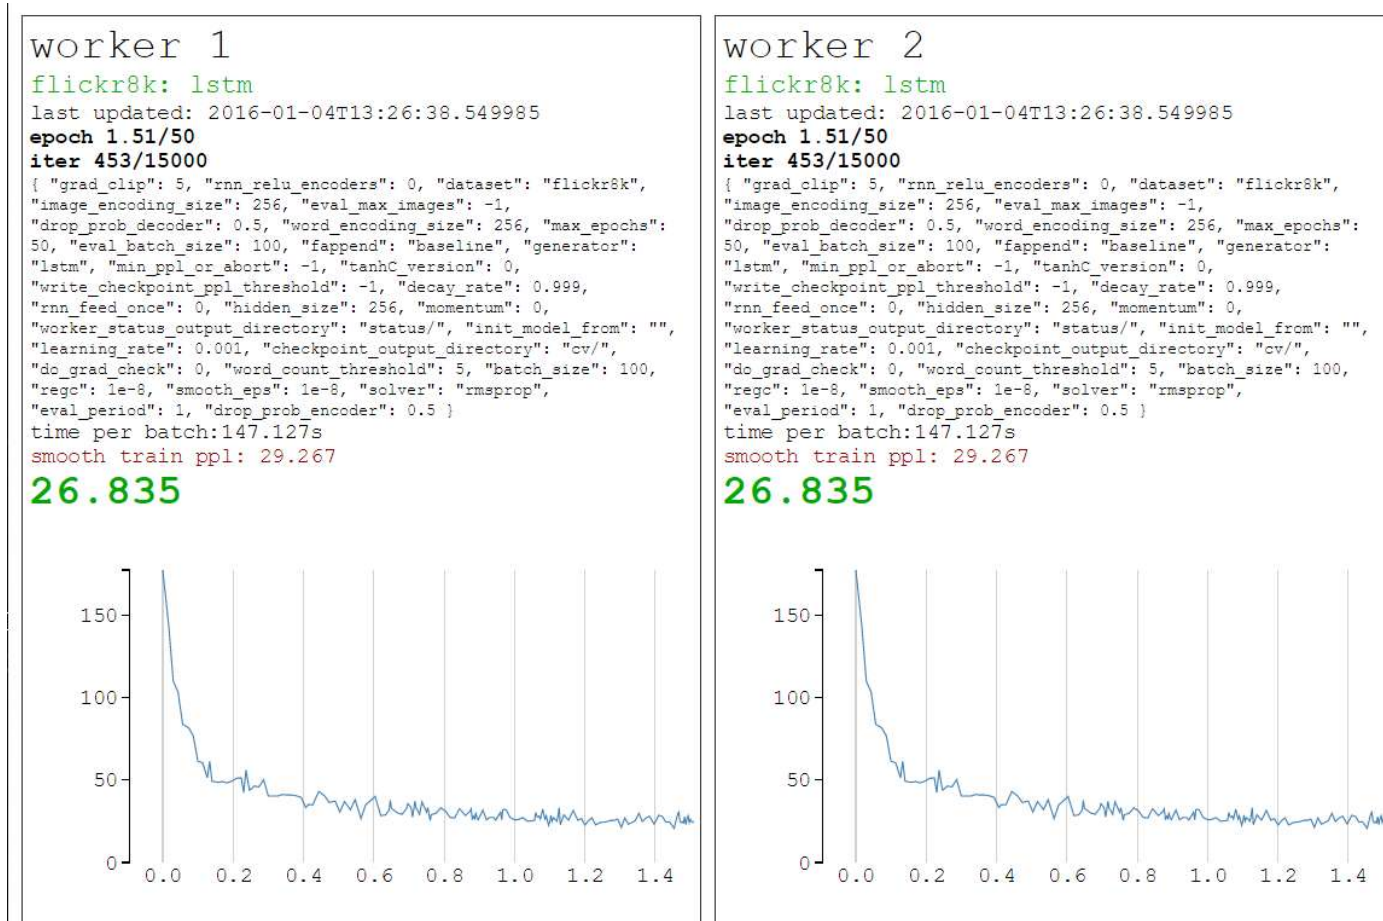 worker 1
flickr8k: lstm
last updated: 2016-01-04T13:26:38.549985
epoch 1.51/50
iter 453/15000
{ "grad_clip": 5, "rnn_relu_encoders": 0, "dataset": "flickr8k",
"image_encoding_size": 256, "eval_max_images": -1,
"drop_prob_decoder": 0.5, "word_encoding_size": 256, "max_epochs":
50, "eval_batch_size": 100, "fappend": "baseline", "generator":
"lstm", "min_ppl_or_abort": -1, "tanhC_version": 0,
"write_checkpoint_ppl_threshold": -1, "decay_rate": 0.999,
"rnn_feed_once": 0, "hidden_size": 256, "momentum": 0,
"worker_status_output_directory": "status/", "init_model_from": "",
"learning_rate": 0.001, "checkpoint_output_directory": "cv/",
"do_grad_check": 0, "word_count_threshold": 5, "batch_size": 100,
"regc": 1e-8, "smooth_eps": 1e-8, "solver": "rmsprop",
"eval_period": 1, "drop_prob_encoder": 0.5 }
time per batch:147.127s
smooth train ppl: 29.267
26.835
150
100
50
0
0.0 0.2 0.4 0.6 0.8 1.0 1.2 1.4
worker 2
flickr8k: lstm
last updated: 2016-01-04T13:26:38.549985
epoch 1.51/50
iter 453/15000
{ "grad_clip": 5, "rnn_relu_encoders": 0, "dataset": "flickr8k",
"image_encoding_size": 256, "eval_max_images": -1,
"drop_prob_decoder": 0.5, "word_encoding_size": 256, "max_epochs":
50, "eval_batch_size": 100, "fappend": "baseline", "generator":
"lstm", "min_ppl_or_abort": -1, "tanhC_version": 0,
"write_checkpoint_ppl_threshold": -1, "decay_rate": 0.999,
"rnn_feed_once": 0, "hidden_size": 256, "momentum": 0,
"worker_status_output_directory": "status/", "init_model_from": "",
"learning_rate": 0.001, "checkpoint_output_directory": "cv/",
"do_grad_check": 0, "word_count_threshold": 5, "batch_size": 100,
"regc": 1e-8, "smooth_eps": 1e-8, "solver": "rmsprop",
"eval_period": 1, "drop_prob_encoder": 0.5 }
time per batch:147.127s
smooth train ppl: 29.267
26.835
150
100
50
0
0.0 0.2 0.4 0.6 0.8 1.0 1.2 1.4